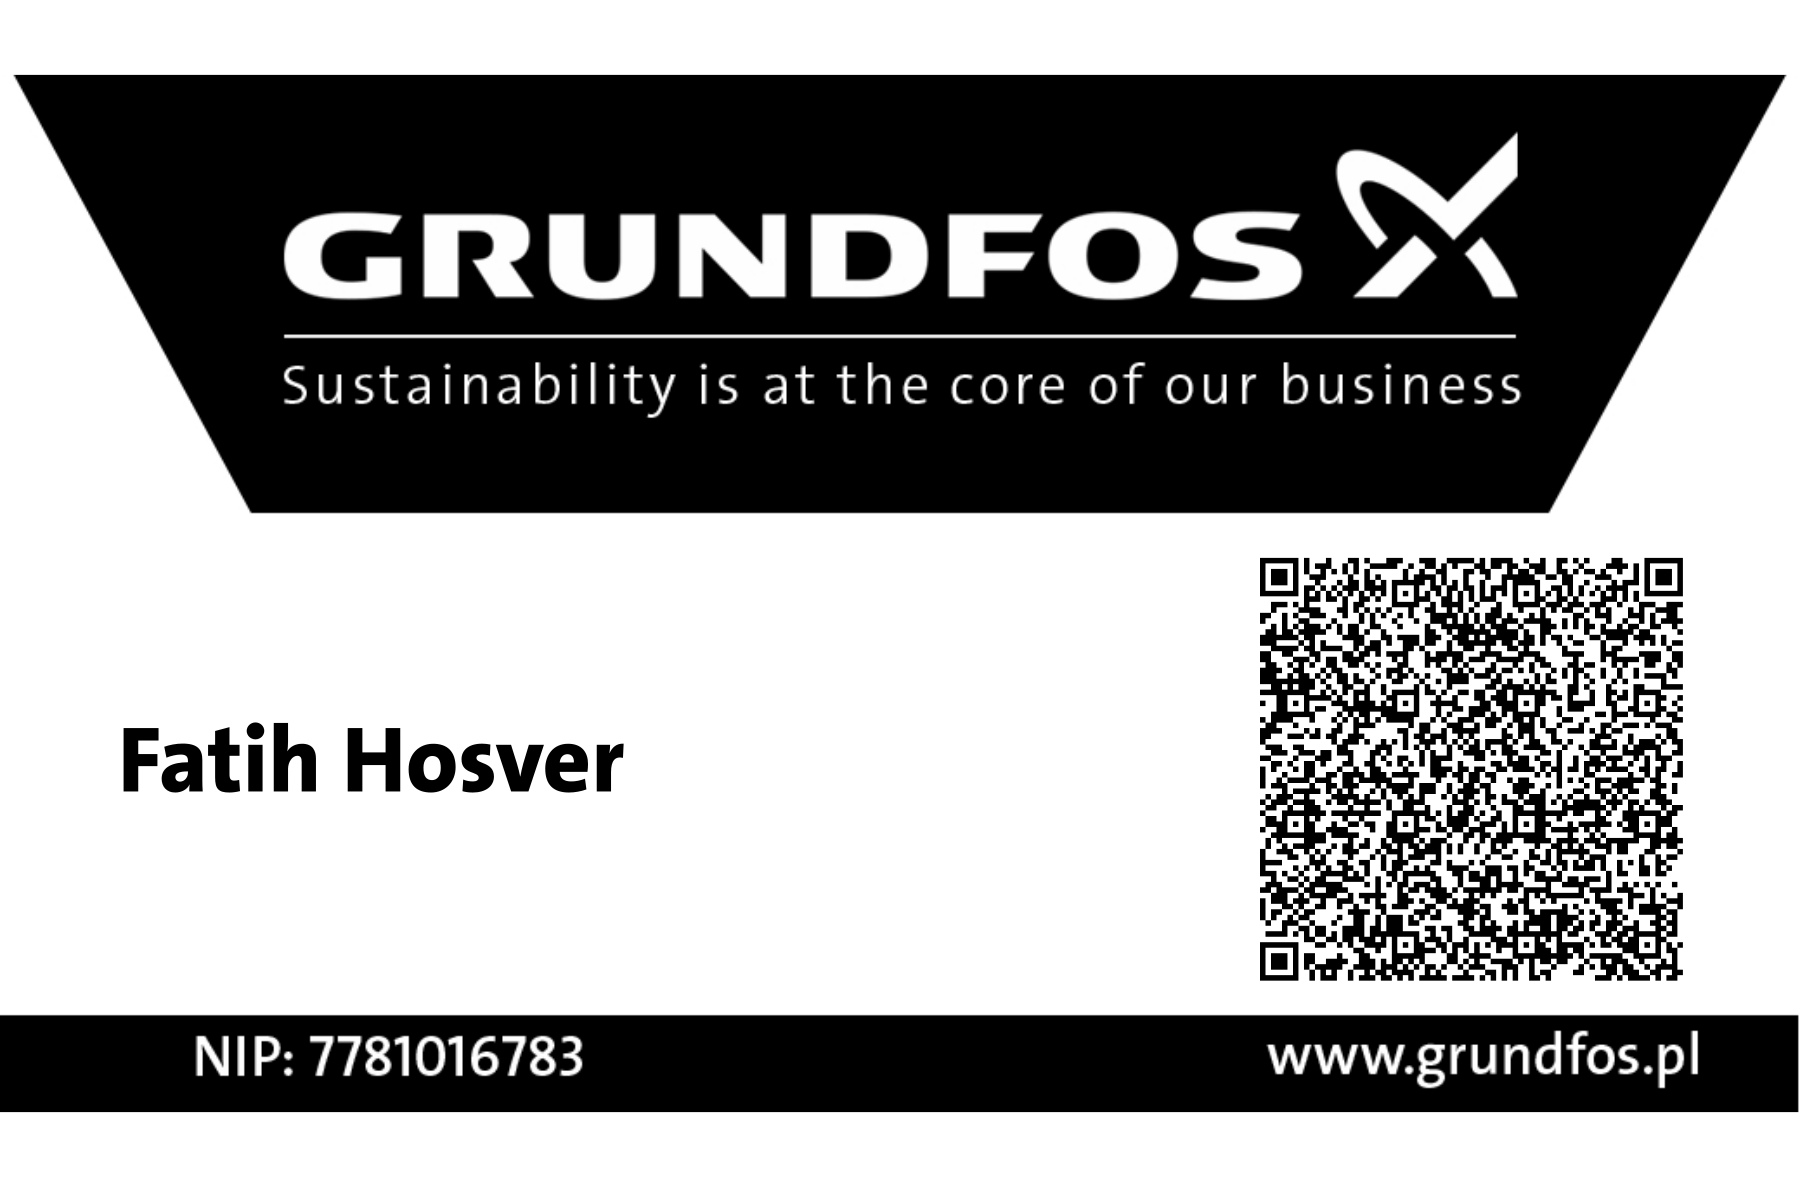 GRUNDFOS
Sustainability is at the core of our business
Fatih Hosver
NIP: 7781016783
www.grundfos.pl